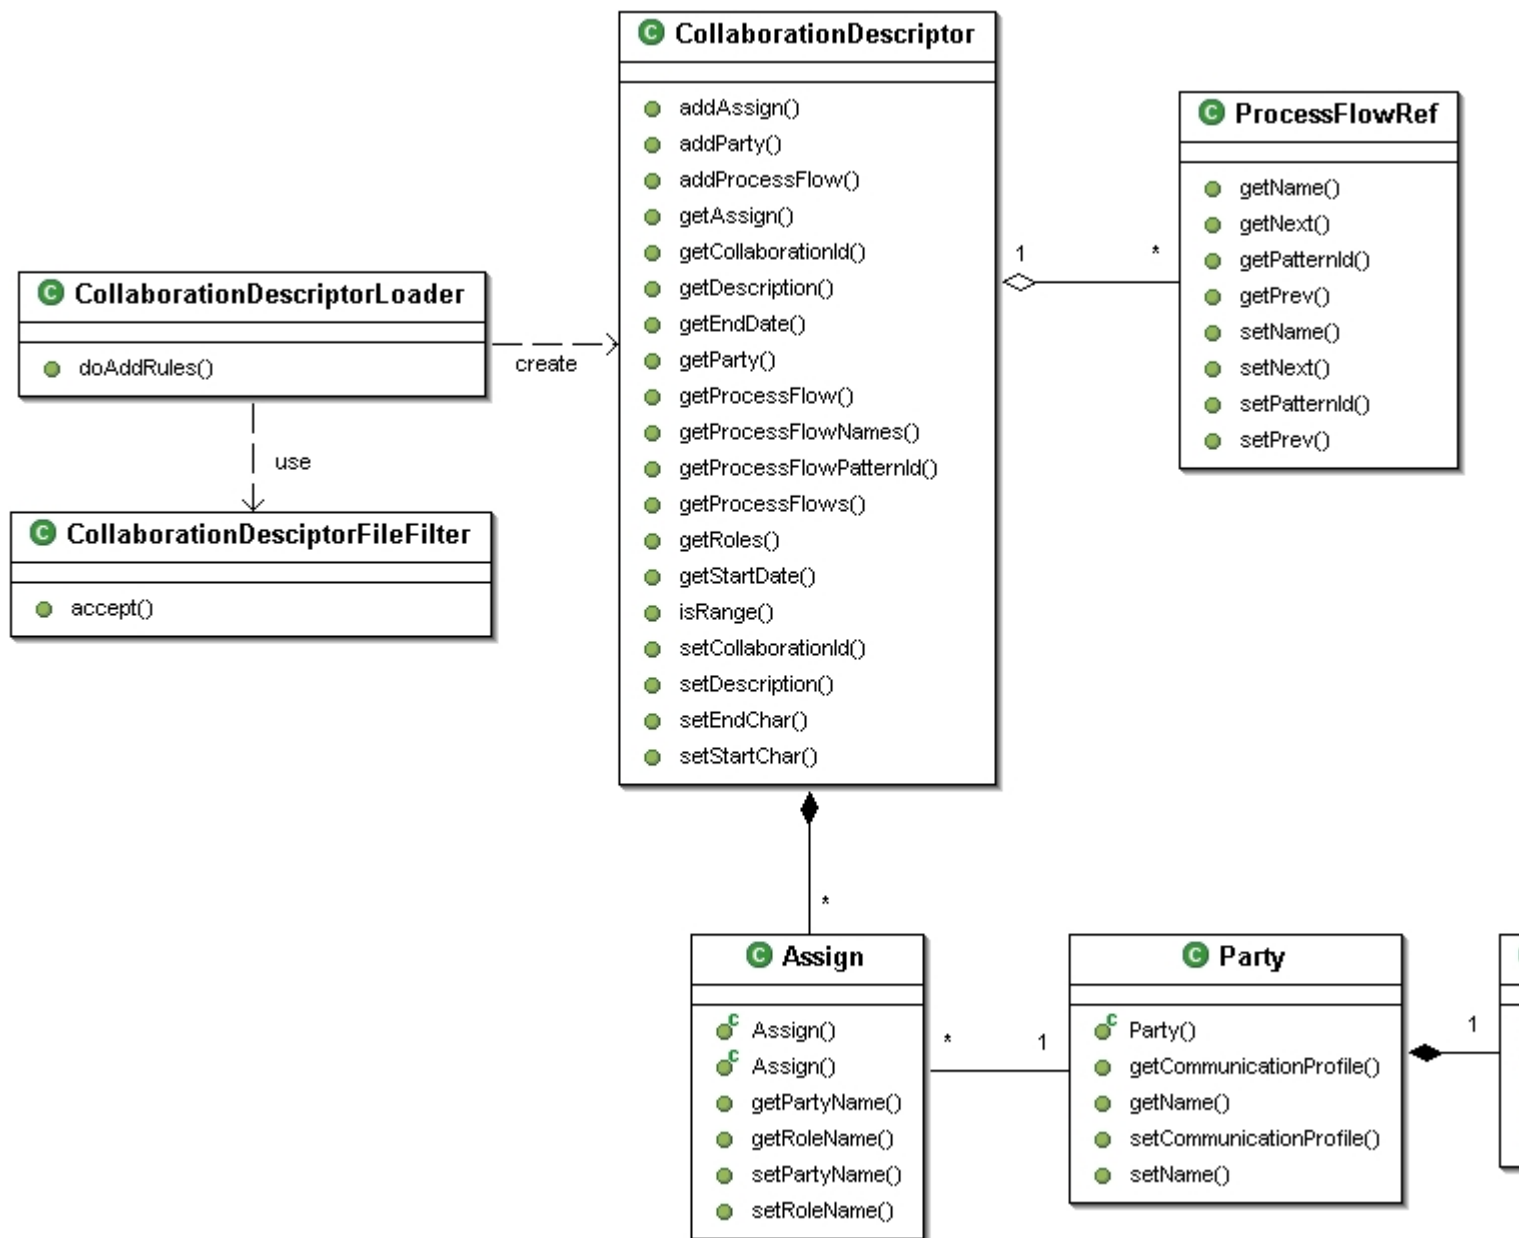 CollaborationDescriptor
addAssign()
addParty()
addProcessFlow()
getAssign()
getCollaborationId()
getDescription()
getEndDate()
getParty()
getProcessFlow()
getProcessFlowNames()
getProcessFlowPatternId()
getProcessFlows()
getRoles()
getStartDate()
isRange()
setCollaborationId()
setDescription()
setEndChar()
setStartChar()
ProcessFlowRef
getName()
getNext()
getPatternId()
getPrev()
setName()
setNext()
setPatternId()
setPrev()
1
*
CollaborationDescriptorLoader
doAddRules()
create
use
CollaborationDesciptorFileFilter
accept()
*
Assign
Assign()
Assign()
getPartyName()
getRoleName()
setPartyName()
setRoleName()
*
1
Party
Party()
getCommunicationProfile()
getName()
setCommunicationProfile()
setName()
1